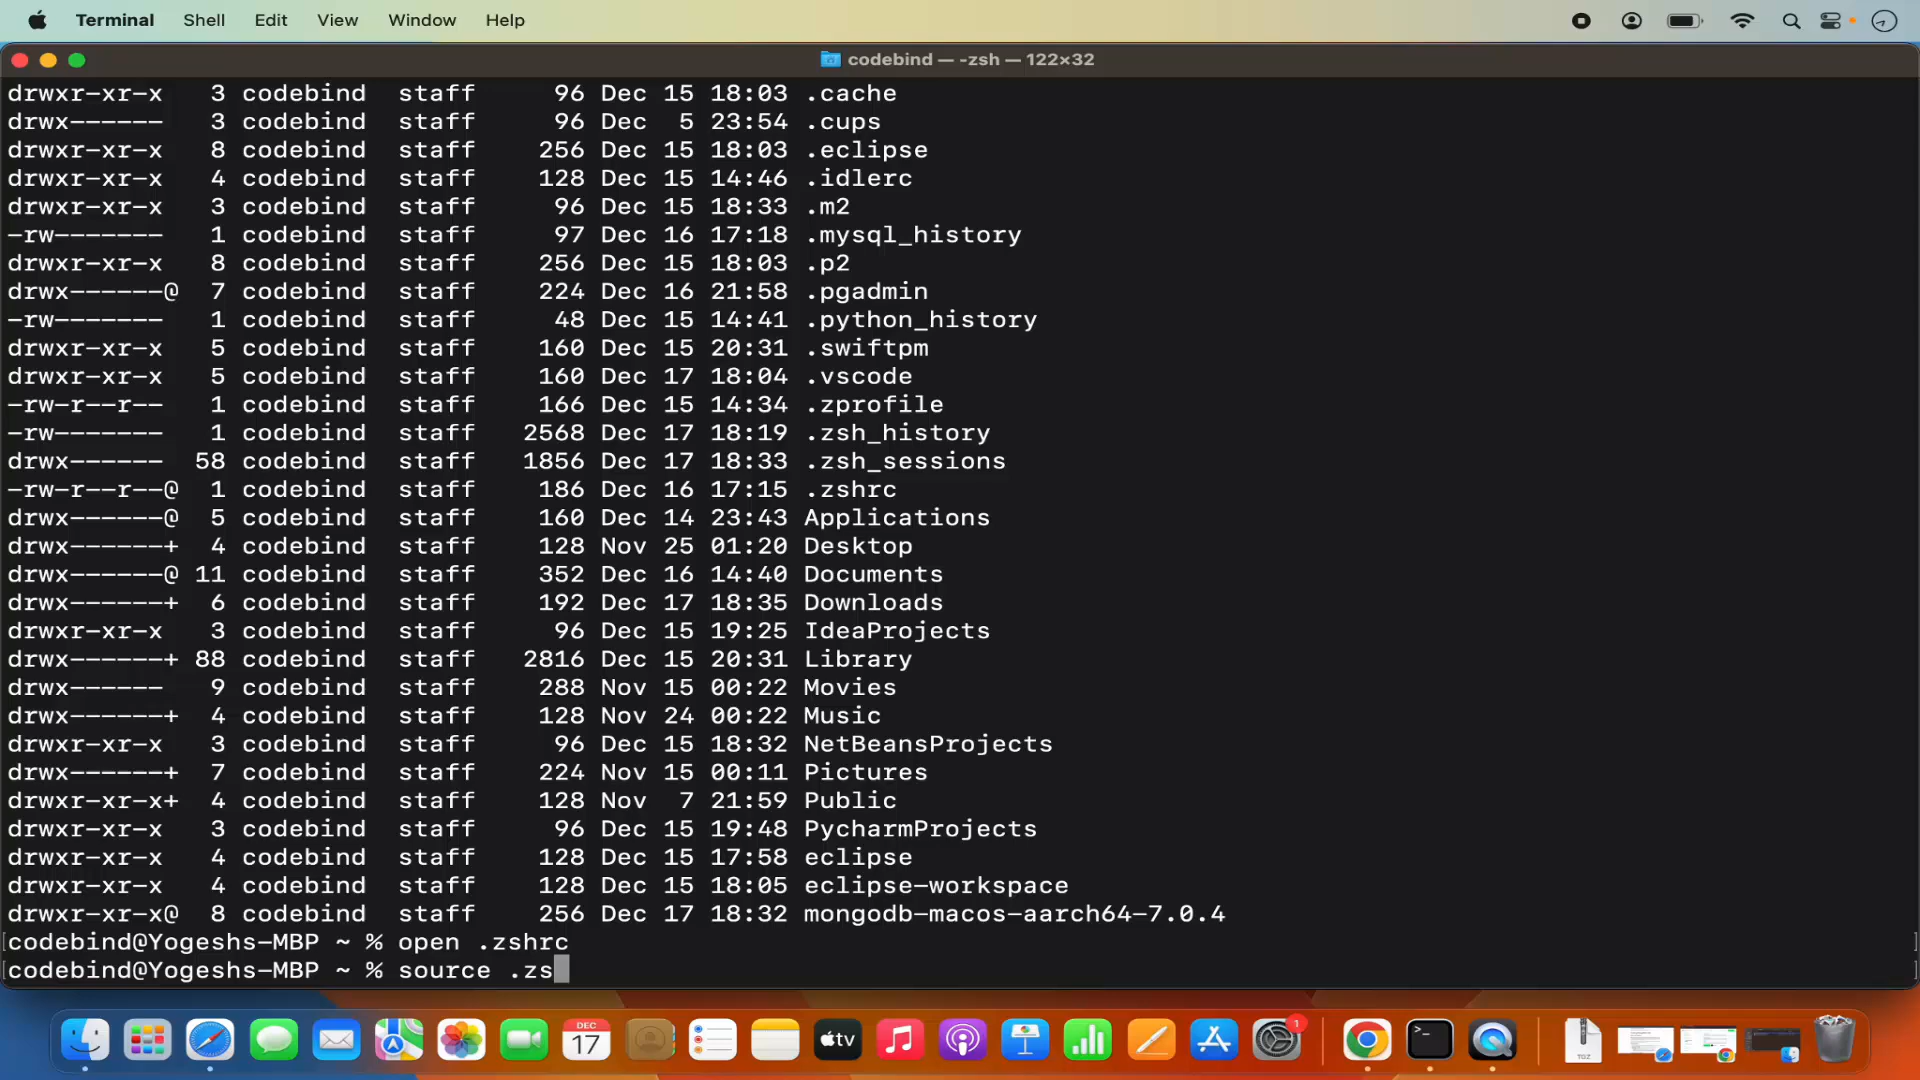 Terminal Shell Edit View Window Help
codebind — -zsh — 122×32
drwxr-xr-x 3 codebind staff 96 Dec 15 18:03 .cache
drwx------ 3 codebind staff 96 Dec 5 23:54 .cups
drwxr-xr-x 8 codebind staff 256 Dec 15 18:03 .eclipse
drwxr-xr-x 4 codebind staff 128 Dec 15 14:46 .idlerc
drwxr-xr-x 3 codebind staff 96 Dec 15 18:33 .m2
-rw------- 1 codebind staff 97 Dec 16 17:18 .mysql_history
drwxr-xr-x 8 codebind staff 256 Dec 15 18:03 .p2
drwx------@ 7 codebind staff 224 Dec 16 21:58 .pgadmin
-rw------- 1 codebind staff 48 Dec 15 14:41 .python_history
drwxr-xr-x 5 codebind staff 160 Dec 15 20:31 .swiftpm
drwxr-xr-x 5 codebind staff 160 Dec 17 18:04 .vscode
-rw-r--r-- 1 codebind staff 166 Dec 15 14:34 .zprofile
-rw------- 1 codebind staff 2568 Dec 17 18:19 .zsh_history
drwx------ 58 codebind staff 1856 Dec 17 18:33 .zsh_sessions
-rw-r--r--@ 1 codebind staff 186 Dec 16 17:15 .zshrc
drwx------@ 5 codebind staff 160 Dec 14 23:43 Applications
drwx------+ 4 codebind staff 128 Nov 25 01:20 Desktop
drwx------@ 11 codebind staff 352 Dec 16 14:40 Documents
drwx------+ 6 codebind staff 192 Dec 17 18:35 Downloads
drwxr-xr-x 3 codebind staff 96 Dec 15 19:25 IdeaProjects
drwx------+ 88 codebind staff 2816 Dec 15 20:31 Library
drwx------ 9 codebind staff 288 Nov 15 00:22 Movies
drwx------+ 4 codebind staff 128 Nov 24 00:22 Music
drwxr-xr-x 3 codebind staff 96 Dec 15 18:32 NetBeansProjects
drwx------+ 7 codebind staff 224 Nov 15 00:11 Pictures
drwxr-xr-x+ 4 codebind staff 128 Nov 7 21:59 Public
drwxr-xr-x 3 codebind staff 96 Dec 15 19:48 PycharmProjects
drwxr-xr-x 4 codebind staff 128 Dec 15 17:58 eclipse
drwxr-xr-x 4 codebind staff 128 Dec 15 18:05 eclipse-workspace
drwxr-xr-x@ 8 codebind staff 256 Dec 17 18:32 mongodb-macos-aarch64-7.0.4
[codebind@Yogeshs-MBP ~ % open .zshrc ]
[codebind@Yogeshs-MBP ~ % source .zs ]
DEC
17
tv
1
>_
TGZ